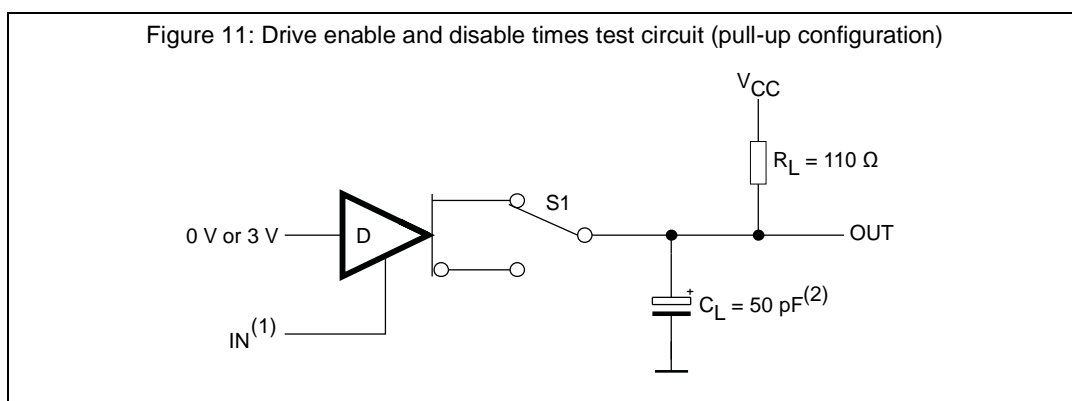 Figure 11: Drive enable and disable times test circuit (pull-up configuration)
VCC
RL = 110 Ω
S1
0 V or 3 V
D
OUT
+
CL = 50 pF(2)
IN(1)